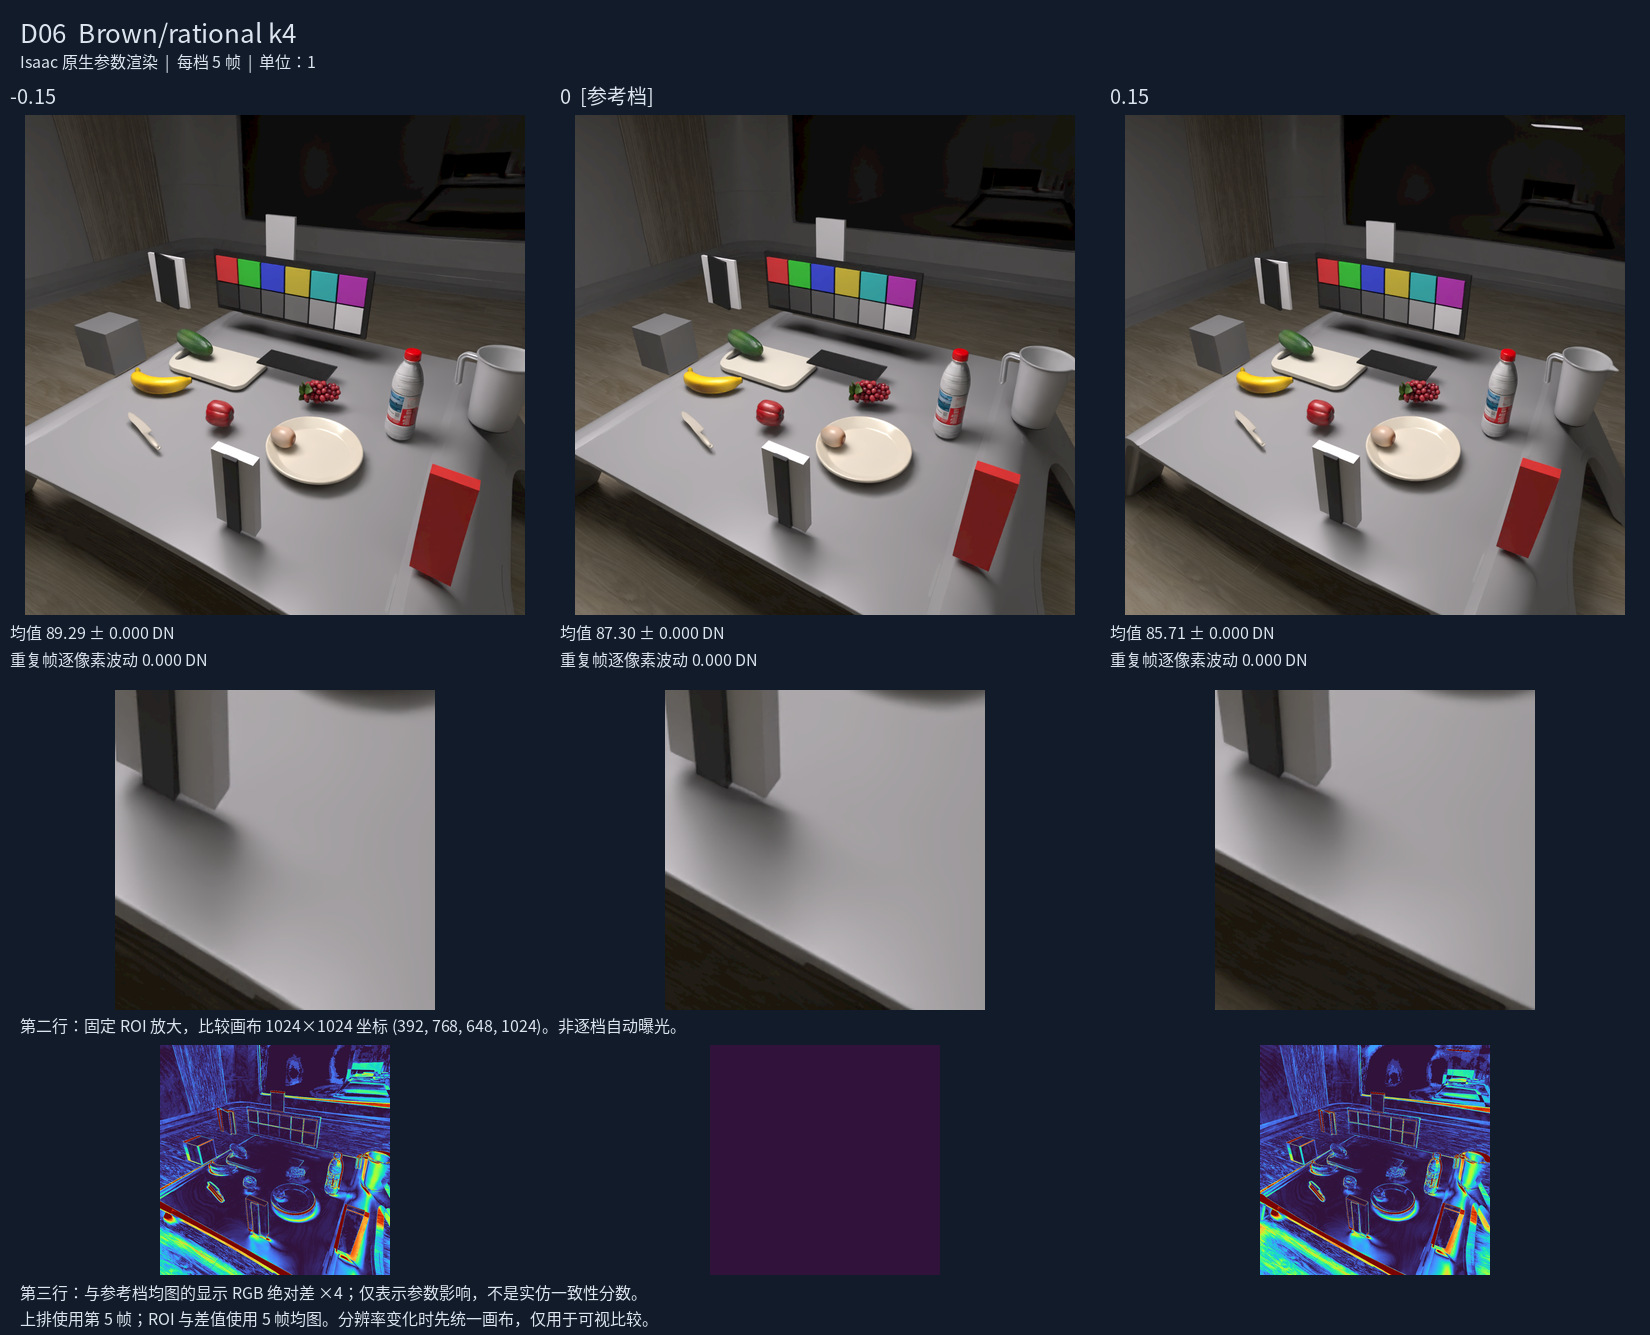 D06 Brown/rational k4
Isaac 原生参数渲染 | 每档 5 帧 | 单位：1
-0.15
0 [参考档]
0.15
均值 89.29 ± 0.000 DN
重复帧逐像素波动 0.000 DN
均值 87.30 ± 0.000 DN
重复帧逐像素波动 0.000 DN
均值 85.71 ± 0.000 DN
重复帧逐像素波动 0.000 DN
第二行：固定 ROI 放大，比较画布 1024×1024 坐标 (392, 768, 648, 1024)。非逐档自动曝光。
第三行：与参考档均图的显示 RGB 绝对差 ×4；仅表示参数影响，不是实仿一致性分数。
上排使用第 5 帧；ROI 与差值使用 5 帧均图。分辨率变化时先统一画布，仅用于可视比较。